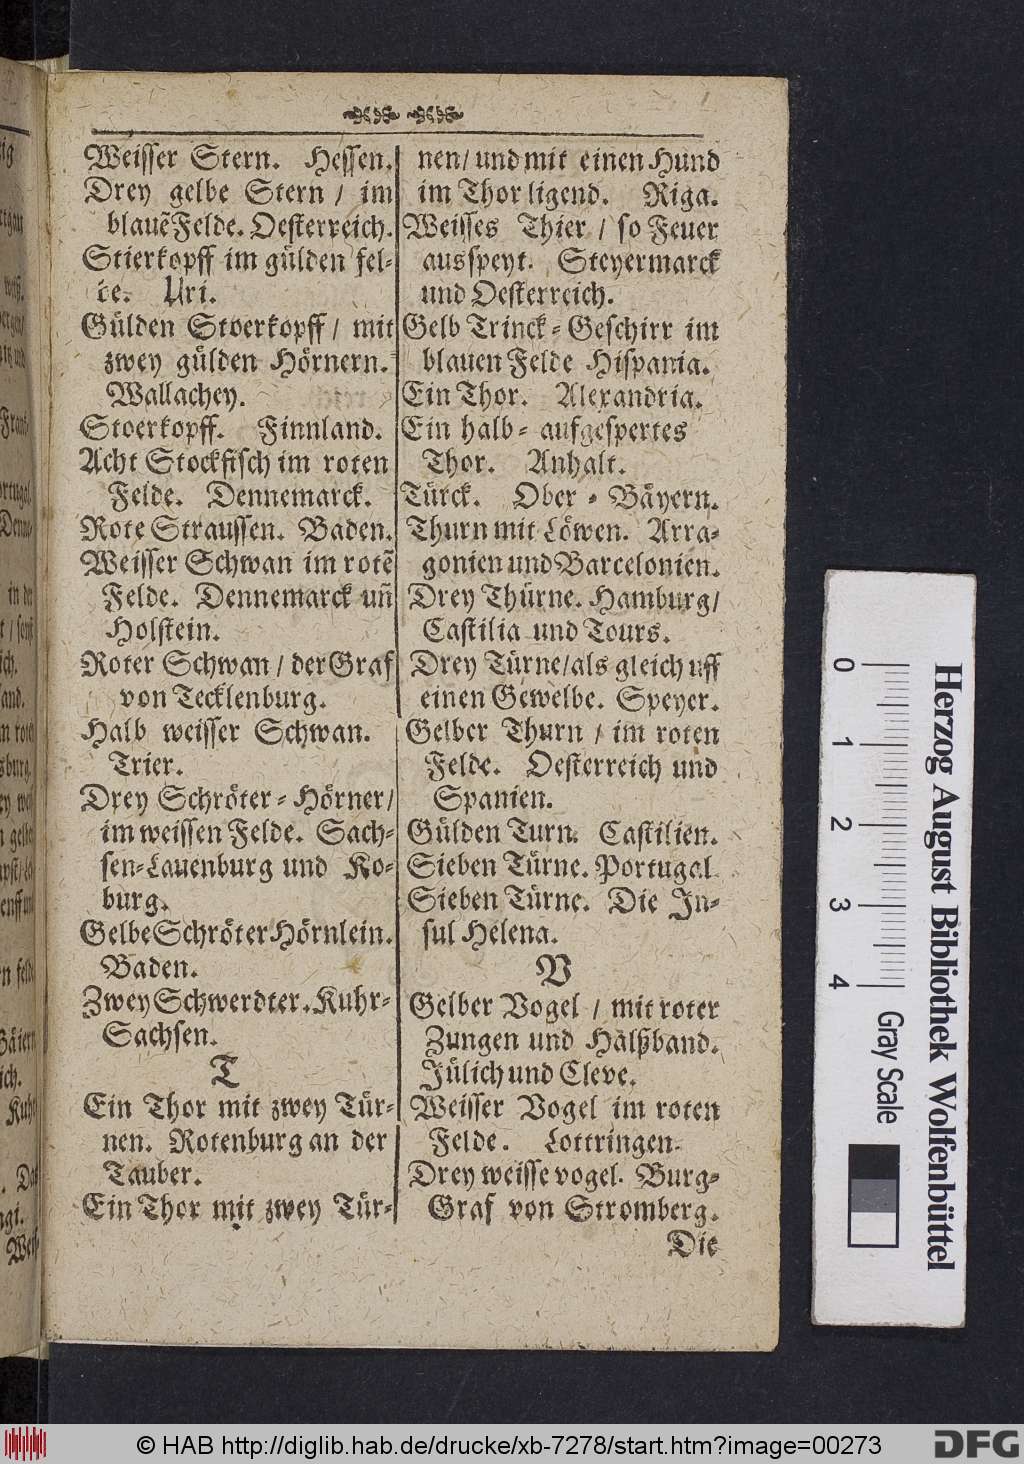 Weisser Stern. Hessen.
Drey gelbe Stern / im
blauẽ Felde. Oesterreich.
Stierkopff im gülden fel-
de. Uri.
Gülden Stoerkopff / mit
zwey gülden Hörnern.
Wallachey.
Stoerkopff. Finnland.
Acht Stockfisch im roten
Felde. Dennemarck.
Rote Straussen. Baden.
Weisser Schwan im rotẽ
Felde. Dennemarck uñ
Holstein.
Roter Schwan / der Graf
von Tecklenburg.
Halb weisser Schwan.
Trier.
Drey Schröter-Hörner /
im weissen Felde. Sach-
sen-Lauenburg und Ko-
burg.
Gelbe Schröter Hörnlein.
Baden.
Zwey Schwerdter. Kuhr-
Sachsen.
T
Ein Thor mit zwey Tür-
nen. Rotenburg an der
Tauber.
Ein Thor mit zwey Tür-
nen / und mit einen Hund
im Thor ligend. Riga.
Weisses Thier / so Feuer
ausspeyt. Steyermarck
und Oesterreich.
Gelb Trinck-Geschirr im
blauen Felde Hispania.
Ein Thor. Alexandria.
Ein halb-aufgespertes
Thor. Anhalt.
Türck. Ober-Bäyern.
Thurn mit Löwen. Arra-
gonien und Barcelonien.
Drey Thürne. Hamburg /
Castilia und Tours.
Drey Türne / als gleich uff
einen Gewelbe. Speyer.
Gelber Thurn / im roten
Felde. Oesterreich und
Spanien.
Gülden Turn. Castilien.
Sieben Türne. Portugal
Sieben Türne. Die In-
sul Helena.
V
Gelber Vogel / mit roter
Zungen und Halßband.
Jülich und Cleve.
Weisser Vogel im roten
Felde. Lottringen.
Drey weisse vogel. Burg-
Graf von Stromberg.
Die
0 1 2 3 4
Gray Scale
Herzog August Bibliothek Wolfenbüttel
© HAB http://diglib.hab.de/drucke/xb-7278/start.htm?image=00273
DFG